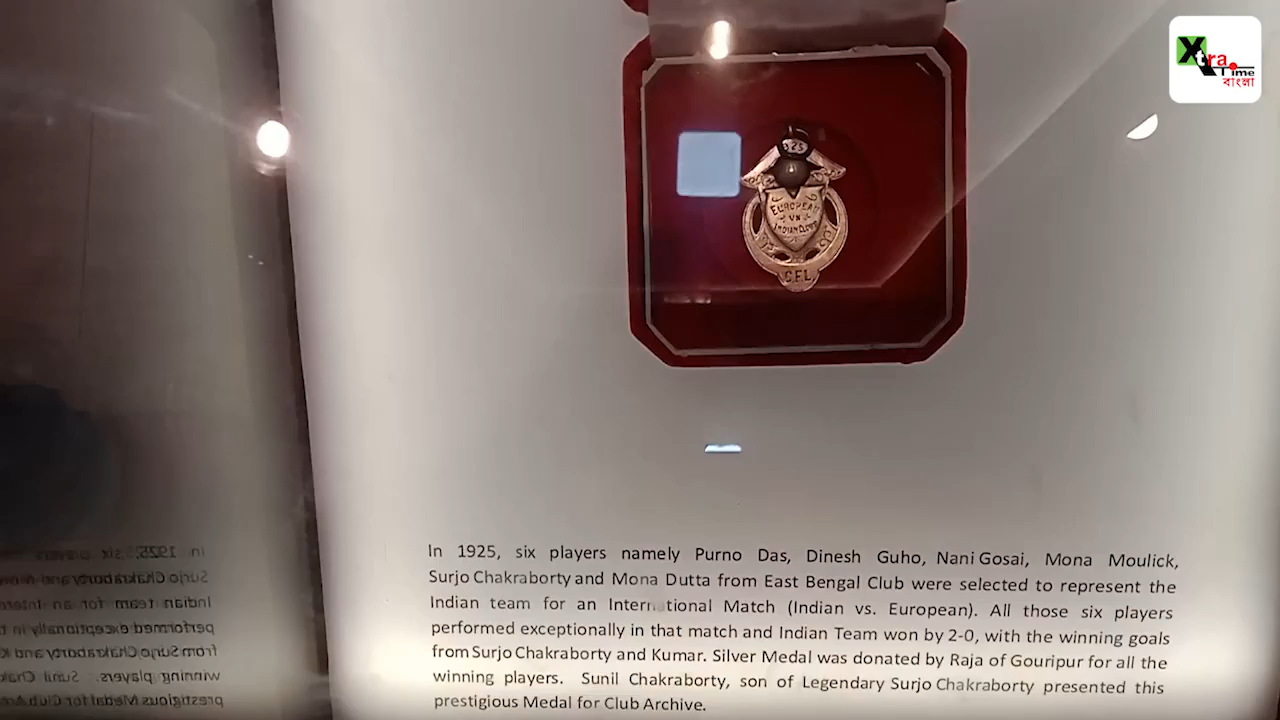 Xtra
Time
বাংলা
EUROPEAN
VS
INDIAN CLUBS
CFL
In 1925, six players namely Purno Das, Dinesh Guho, Nani Gosai, Mona Moulick,
Surjo Chakraborty and Mona Dutta from East Bengal Club were selected to represent the
Indian team for an International Match (Indian vs. European). All those six players
performed exceptionally in that match and Indian Team won by 2-0, with the winning goals
from Surjo Chakraborty and Kumar. Silver Medal was donated by Raja of Gouripur for all the
winning players. Sunil Chakraborty, son of Legendary Surjo Chakraborty presented this
prestigious Medal for Club Archive.